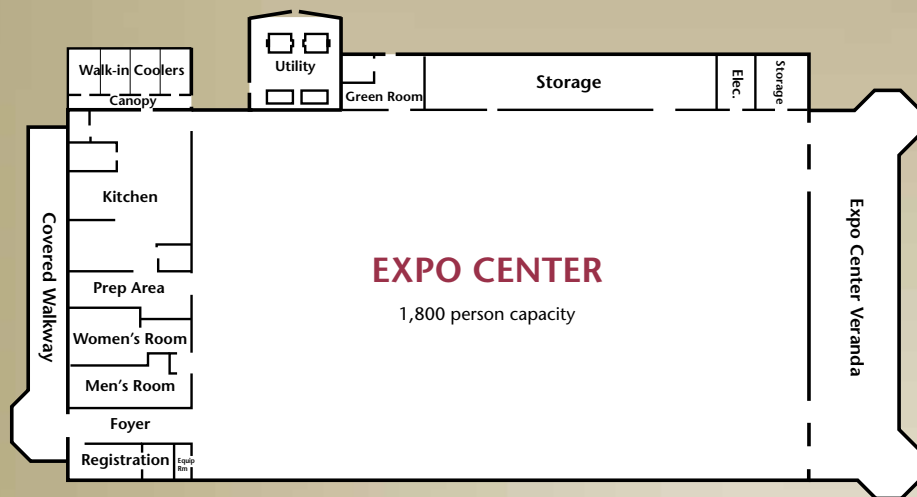 Utility
Walk-in Coolers
Canopy
Green Room
Storage
Elec.
Storage
Kitchen
Covered Walkway
Expo Center Veranda
EXPO CENTER
1,800 person capacity
Prep Area
Women's Room
Men's Room
Foyer
Registration
Equip
Rm